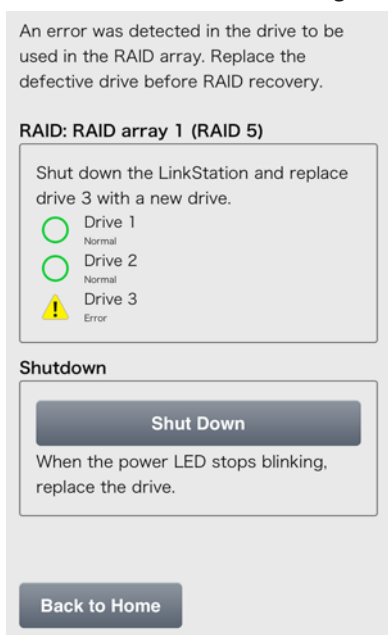 An error was detected in the drive to be
used in the RAID array. Replace the
defective drive before RAID recovery.
RAID: RAID array 1 (RAID 5)
Shut down the LinkStation and replace
drive 3 with a new drive.
Drive 1
Normal
Drive 2
Normal
Drive 3
Error
Shutdown
Shut Down
When the power LED stops blinking,
replace the drive.
Back to Home